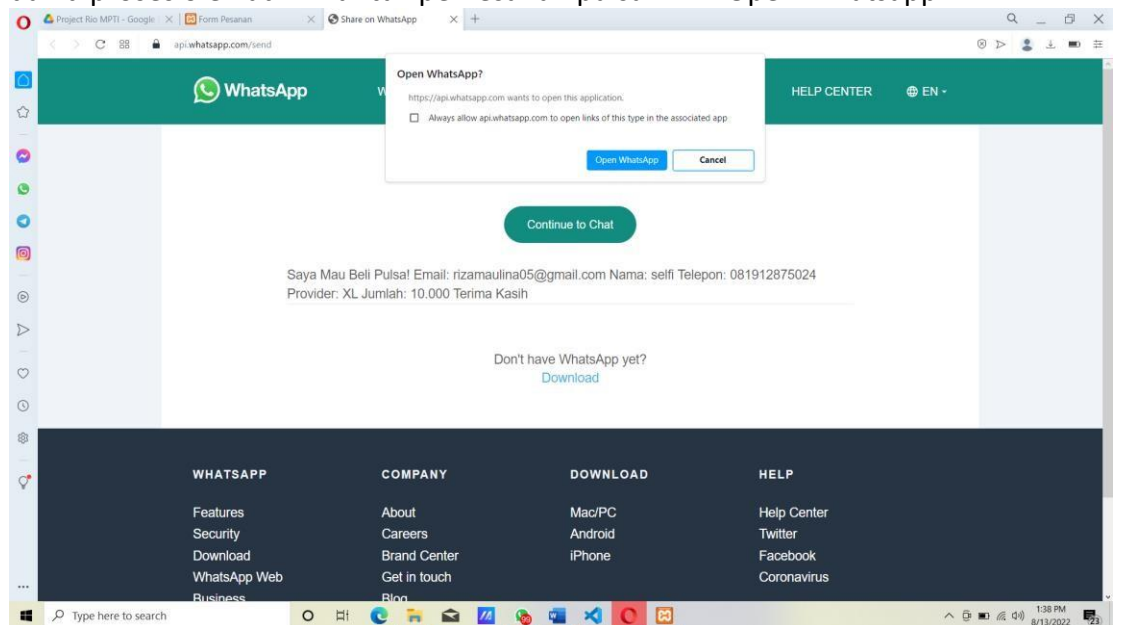 Project Rio MPTI - Google
Form Pesanan
Share on WhatsApp
api.whatsapp.com/send
WhatsApp
HELP CENTER
EN
Open WhatsApp?
https://api.whatsapp.com wants to open this application.
Always allow api.whatsapp.com to open links of this type in the associated app
Open WhatsApp
Cancel
Continue to Chat
Saya Mau Beli Pulsa! Email: rizamaulina05@gmail.com Nama: selfi Telepon: 081912875024
Provider: XL Jumlah: 10.000 Terima Kasih
Don't have WhatsApp yet?
Download
WHATSAPP
Features
Security
Download
WhatsApp Web
Business
COMPANY
About
Careers
Brand Center
Get in touch
Blog
DOWNLOAD
Mac/PC
Android
iPhone
HELP
Help Center
Twitter
Facebook
Coronavirus
Type here to search
1:38 PM
8/13/2022
23